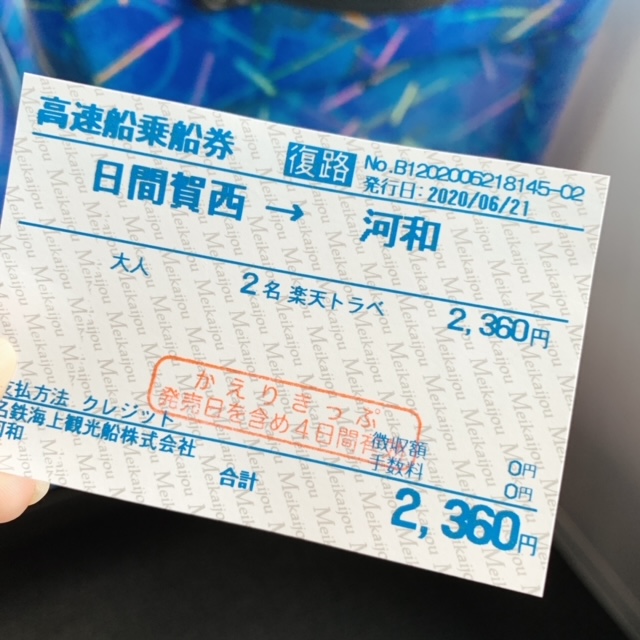 高速船乗船券
復路 No.B1202006218145-02
発行日: 2020/06/21
日間賀西 → 河和
大人 2名 楽天トラベ 2,360円
かえりきっぷ
発売日を含め4日間
払方法 クレジット 徴収額 0円
鉄海上観光船株式会社 手数料 0円
河和
合計 2,360円
Meikaijou